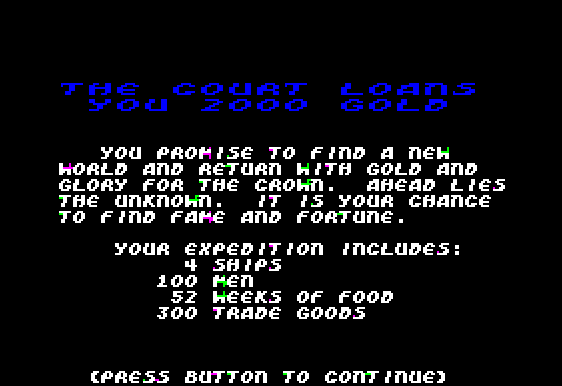 THE COURT LOANS
YOU 2000 GOLD
YOU PROMISE TO FIND A NEW
WORLD AND RETURN WITH GOLD AND
GLORY FOR THE CROWN. AHEAD LIES
THE UNKNOWN. IT IS YOUR CHANCE
TO FIND FAME AND FORTUNE.
YOUR EXPEDITION INCLUDES:
4 SHIPS
100 MEN
52 WEEKS OF FOOD
300 TRADE GOODS
(PRESS BUTTON TO CONTINUE)